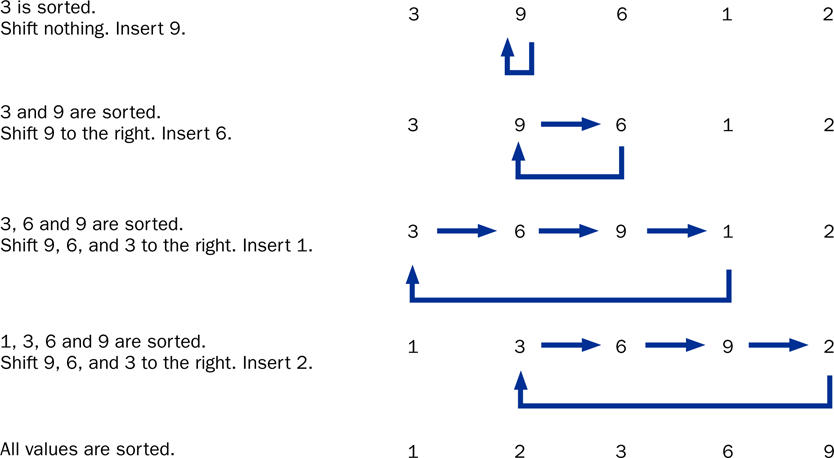 3 is sorted.
Shift nothing. Insert 9.
3 9 6 1 2
3 and 9 are sorted.
Shift 9 to the right. Insert 6.
3 9 6 1 2
3, 6 and 9 are sorted.
Shift 9, 6, and 3 to the right. Insert 1.
3 6 9 1 2
1, 3, 6 and 9 are sorted.
Shift 9, 6, and 3 to the right. Insert 2.
1 3 6 9 2
All values are sorted.
1 2 3 6 9